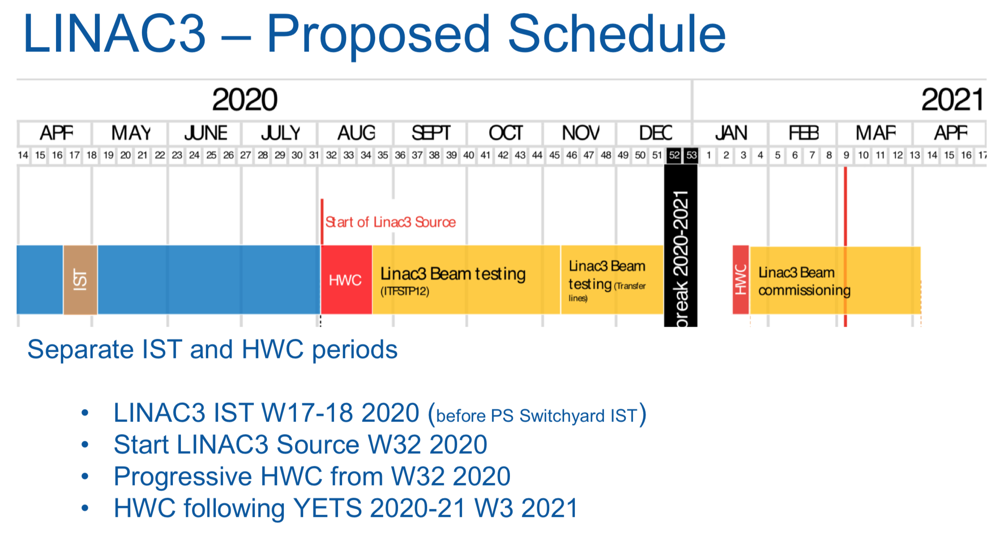 LINAC3 – Proposed Schedule
2020 2021
APR MAY JUNE JULY AUG SEPT OCT NOV DEC JAN FEB MAR APR
14 15 16 17 18 19 20 21 22 23 24 25 26 27 28 29 30 31 32 33 34 35 36 37 38 39 40 41 42 43 44 45 46 47 48 49 50 51 52 53 1 2 3 4 5 6 7 8 9 10 11 12 13 14 15 16 17
Start of Linac3 Source
IST
HWC
Linac3 Beam testing
(ITFSTP12)
Linac3 Beam
testing (Transfer
lines)
break 2020-2021
HWC
Linac3 Beam
commissioning
Separate IST and HWC periods
• LINAC3 IST W17-18 2020 (before PS Switchyard IST)
• Start LINAC3 Source W32 2020
• Progressive HWC from W32 2020
• HWC following YETS 2020-21 W3 2021